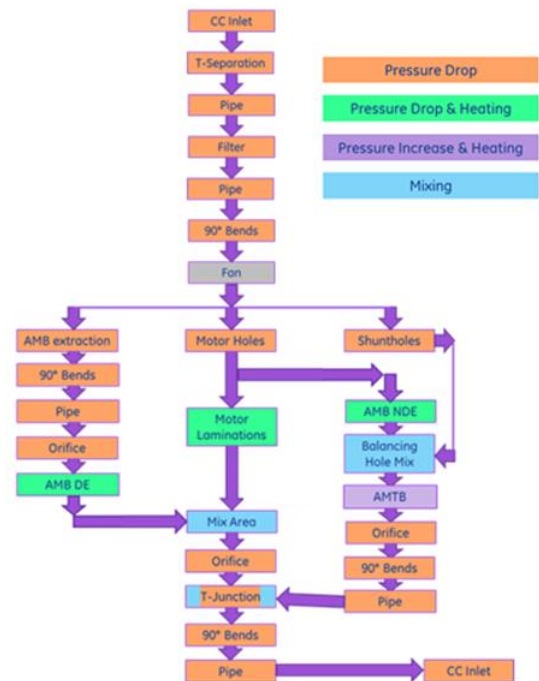 CC Inlet
T-Separation
Pipe
Filter
Pipe
90° Bends
Fan
Pressure Drop
Pressure Drop & Heating
Pressure Increase & Heating
Mixing
AMB extraction
90° Bends
Pipe
Orifice
AMB DE
Motor Holes
Motor
Laminations
Mix Area
Orifice
T-Junction
90° Bends
Pipe
Shuntholes
AMB NDE
Balancing
Hole Mix
AMTB
Orifice
90° Bends
Pipe
CC Inlet